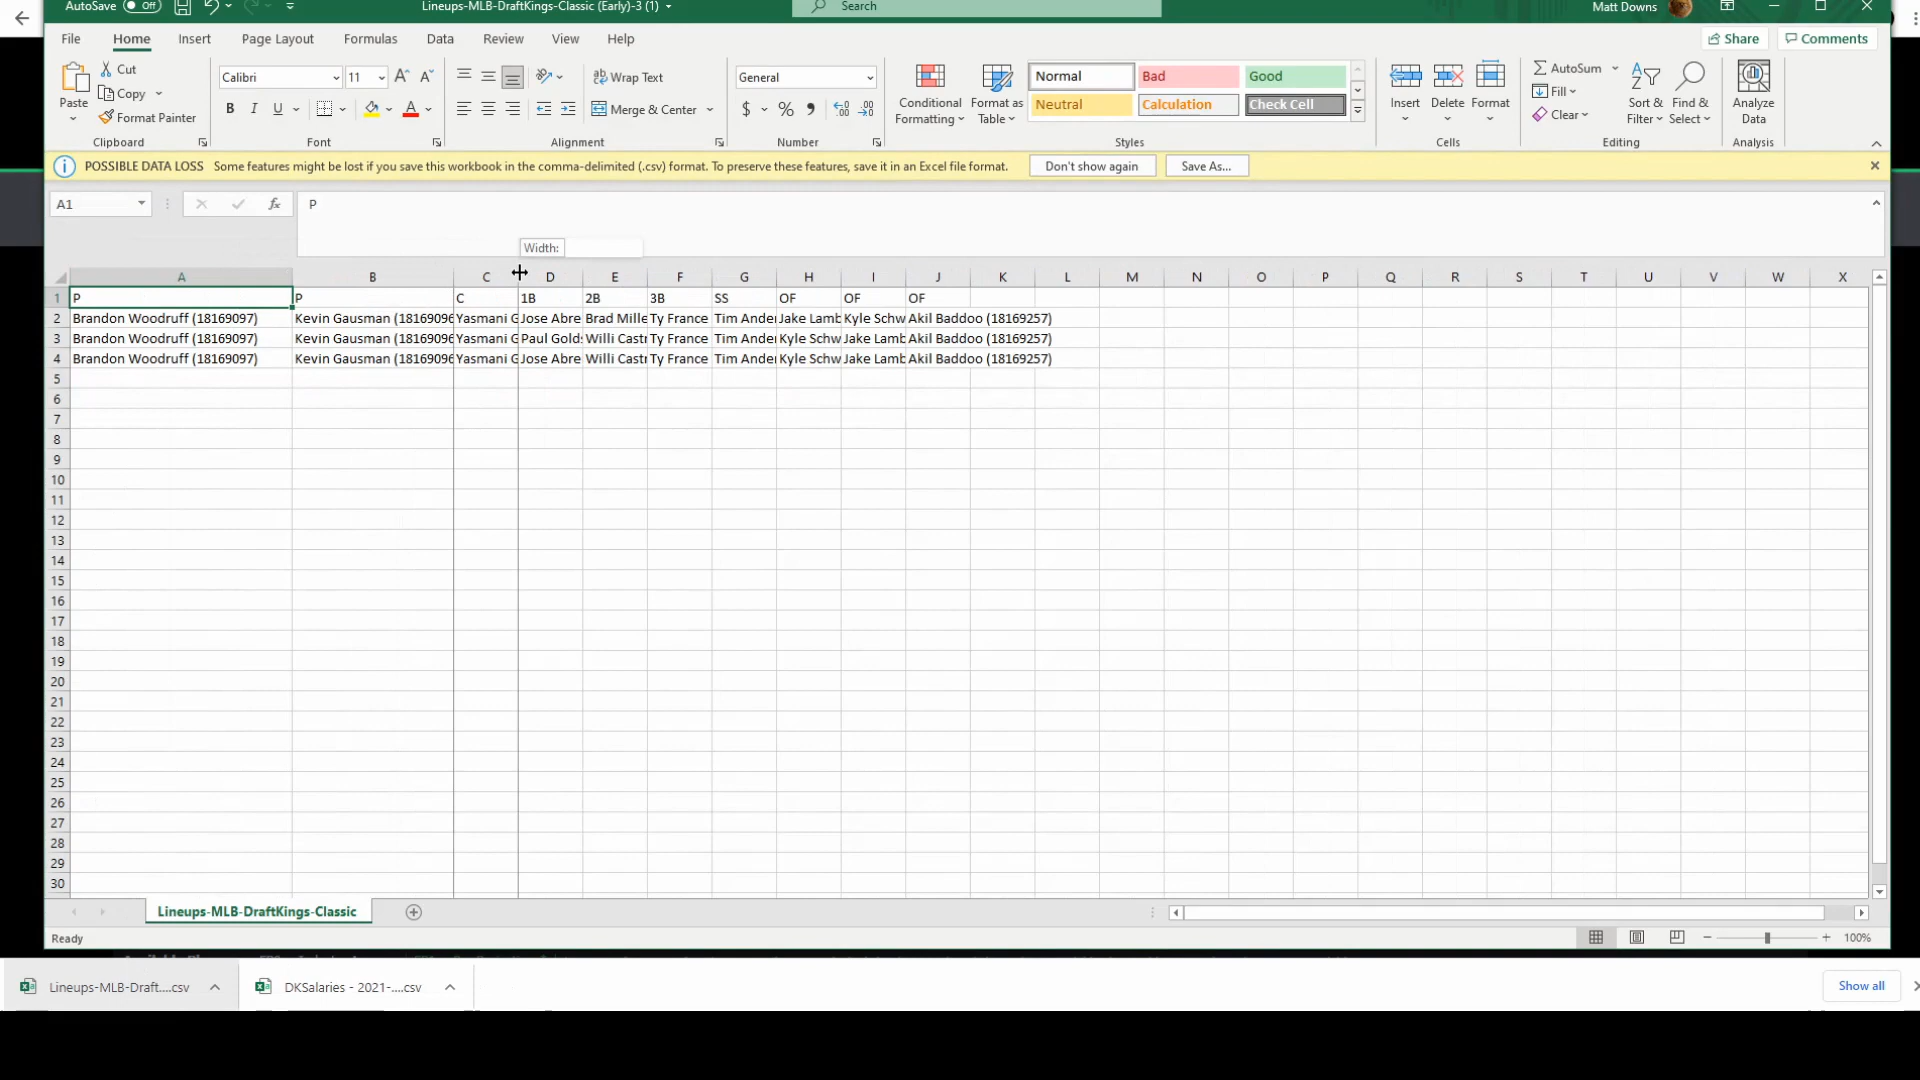 AutoSave Off Lineups-MLB-DraftKings-Classic (Early)-3 (1) Search Matt Downs
File Home Insert Page Layout Formulas Data Review View Help Share Comments
Paste Cut Copy Format Painter Clipboard
Calibri 11 A A B I U A Font
Wrap Text Merge & Center Alignment
General $ % Number
Conditional Formatting Format as Table Normal Bad Good Neutral Calculation Check Cell Styles
Insert Delete Format Cells
AutoSum Fill Clear Sort & Filter Find & Select Editing
Analyze Data Analysis
POSSIBLE DATA LOSS Some features might be lost if you save this workbook in the comma-delimited (.csv) format. To preserve these features, save it in an Excel file format. Don't show again Save As...
A1 fx P
Width:
A B C D E F G H I J K L M N O P Q R S T U V W X
1 P P C 1B 2B 3B SS OF OF OF
2 Brandon Woodruff (18169097) Kevin Gausman (18169096 Yasmani G Jose Abre Brad Mille Ty France Tim Ander Jake Lamb Kyle Schw Akil Baddoo (18169257)
3 Brandon Woodruff (18169097) Kevin Gausman (18169096 Yasmani G Paul Golds Willi Castr Ty France Tim Ander Kyle Schw Jake Lamb Akil Baddoo (18169257)
4 Brandon Woodruff (18169097) Kevin Gausman (18169096 Yasmani G Jose Abre Willi Castr Ty France Tim Ander Kyle Schw Jake Lamb Akil Baddoo (18169257)
5
6
7
8
9
10
11
12
13
14
15
16
17
18
19
20
21
22
23
24
25
26
27
28
29
30
Lineups-MLB-DraftKings-Classic
Ready 100%
Lineups-MLB-Draft....csv DKSalaries - 2021-....csv Show all